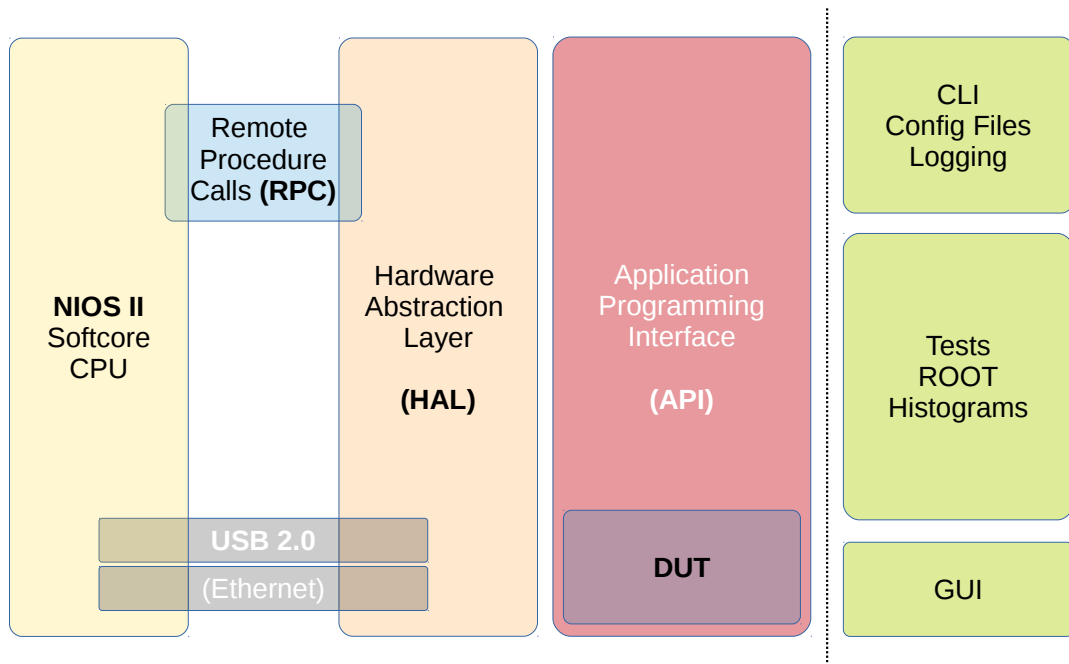 Remote
Procedure
Calls (RPC)
NIOS II
Softcore
CPU
Hardware
Abstraction
Layer
(HAL)
USB 2.0
(Ethernet)
Application
Programming
Interface
(API)
DUT
CLI
Config Files
Logging
Tests
ROOT
Histograms
GUI